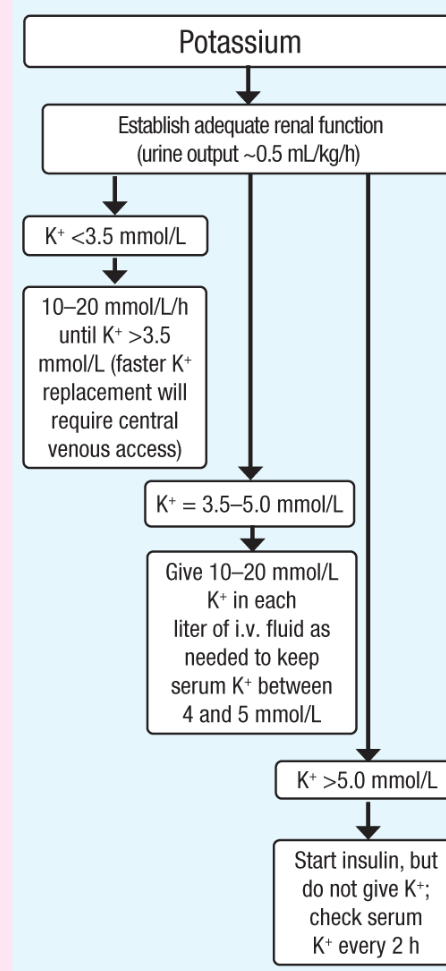 Potassium
Establish adequate renal function
(urine output ~0.5 mL/kg/h)
K⁺ <3.5 mmol/L
10–20 mmol/L/h
until K⁺ >3.5
mmol/L (faster K⁺
replacement will
require central
venous access)
K⁺ = 3.5–5.0 mmol/L
Give 10–20 mmol/L
K⁺ in each
liter of i.v. fluid as
needed to keep
serum K⁺ between
4 and 5 mmol/L
K⁺ >5.0 mmol/L
Start insulin, but
do not give K⁺;
check serum
K⁺ every 2 h